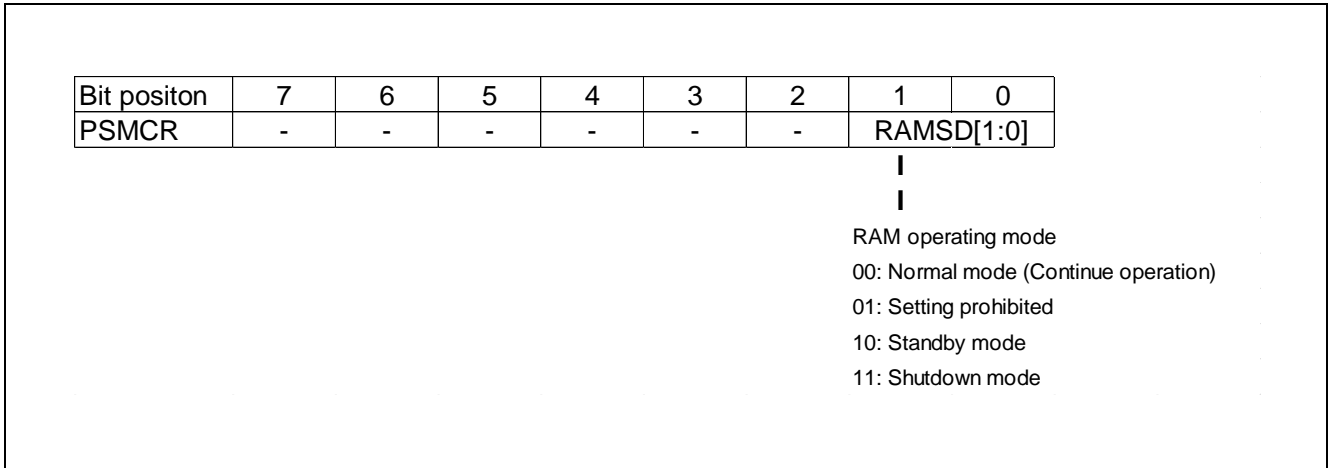 Bit positon 7 6 5 4 3 2 1 0
PSMCR - - - - - - RAMSD[1:0]
RAM operating mode
00: Normal mode (Continue operation)
01: Setting prohibited
10: Standby mode
11: Shutdown mode